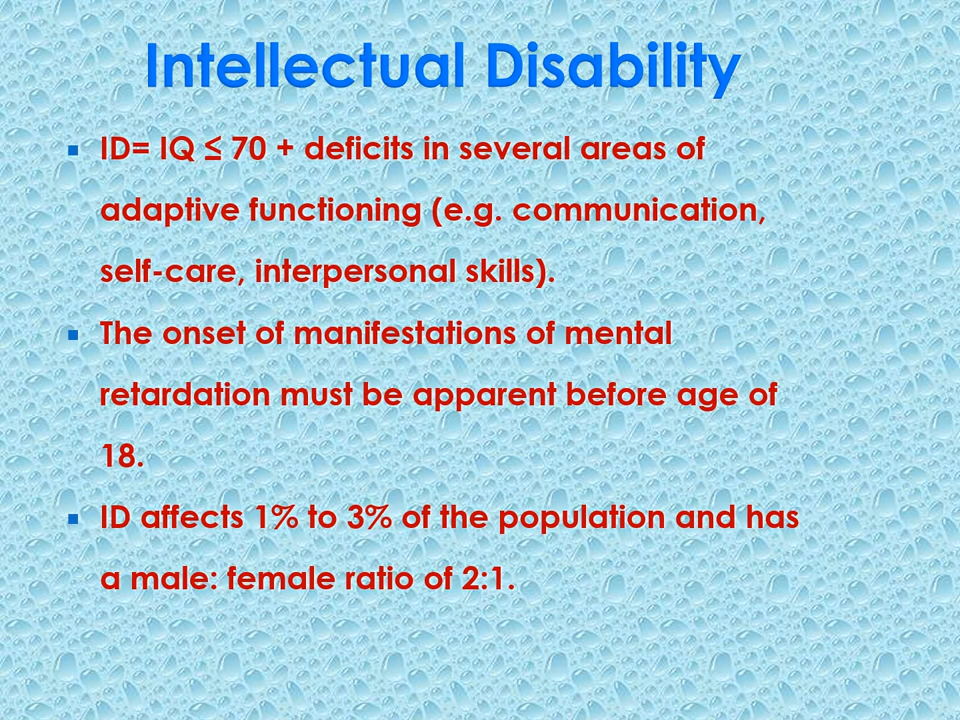 Intellectual Disability
▪ ID= IQ ≤ 70 + deficits in several areas of
adaptive functioning (e.g. communication,
self-care, interpersonal skills).
▪ The onset of manifestations of mental
retardation must be apparent before age of
18.
▪ ID affects 1% to 3% of the population and has
a male: female ratio of 2:1.